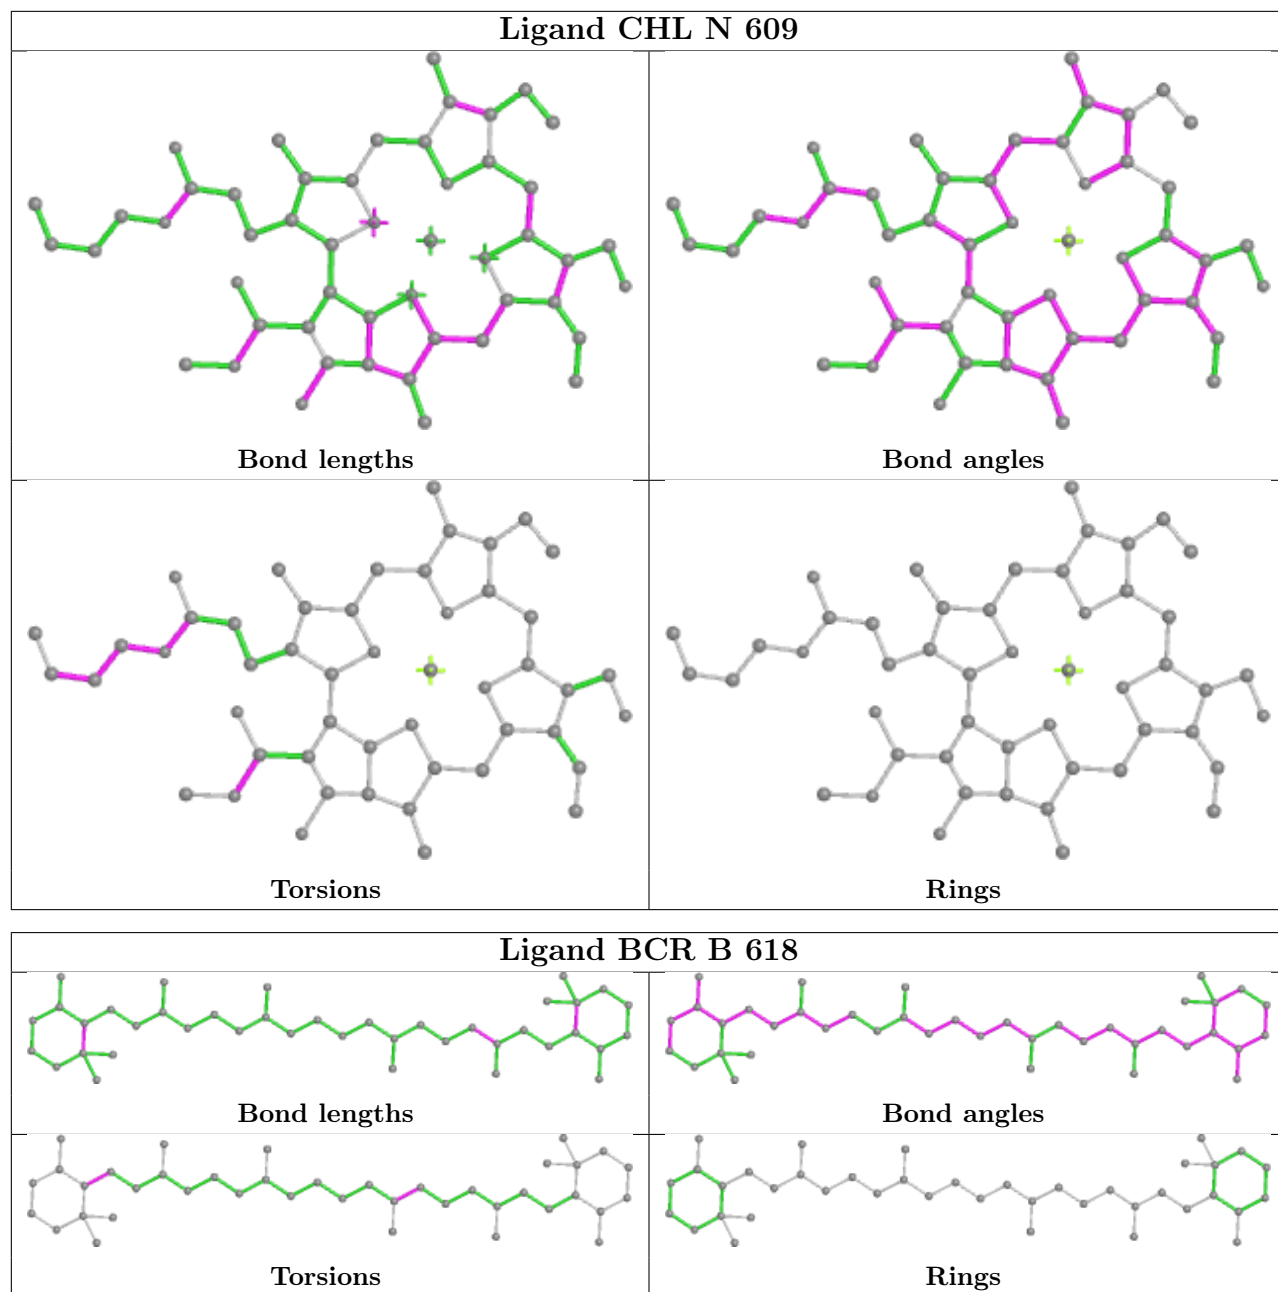 Ligand CHL N 609
Bond lengths
Bond angles
Torsions
Rings
Ligand BCR B 618
Bond lengths
Bond angles
Torsions
Rings